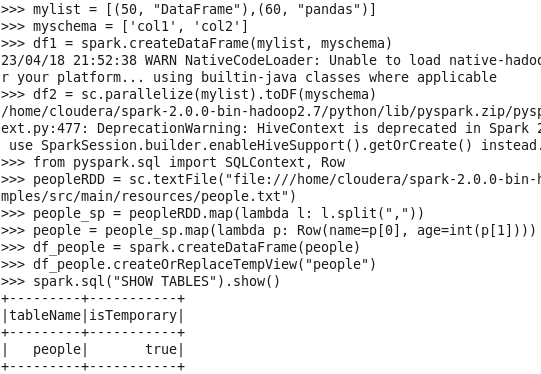 >>> mylist = [(50, "DataFrame"),(60, "pandas")]
>>> myschema = ['col1', 'col2']
>>> df1 = spark.createDataFrame(mylist, myschema)
23/04/18 21:52:38 WARN NativeCodeLoader: Unable to load native-hadoo
r your platform... using builtin-java classes where applicable
>>> df2 = sc.parallelize(mylist).toDF(myschema)
/home/cloudera/spark-2.0.0-bin-hadoop2.7/python/lib/pyspark.zip/pysp
ext.py:477: DeprecationWarning: HiveContext is deprecated in Spark 2
 use SparkSession.builder.enableHiveSupport().getOrCreate() instead.
>>> from pyspark.sql import SQLContext, Row
>>> peopleRDD = sc.textFile("file:///home/cloudera/spark-2.0.0-bin-h
mples/src/main/resources/people.txt")
>>> people_sp = peopleRDD.map(lambda l: l.split(","))
>>> people = people_sp.map(lambda p: Row(name=p[0], age=int(p[1])))
>>> df_people = spark.createDataFrame(people)
>>> df_people.createOrReplaceTempView("people")
>>> spark.sql("SHOW TABLES").show()
+---------+-----------+
|tableName|isTemporary|
+---------+-----------+
|   people|       true|
+---------+-----------+